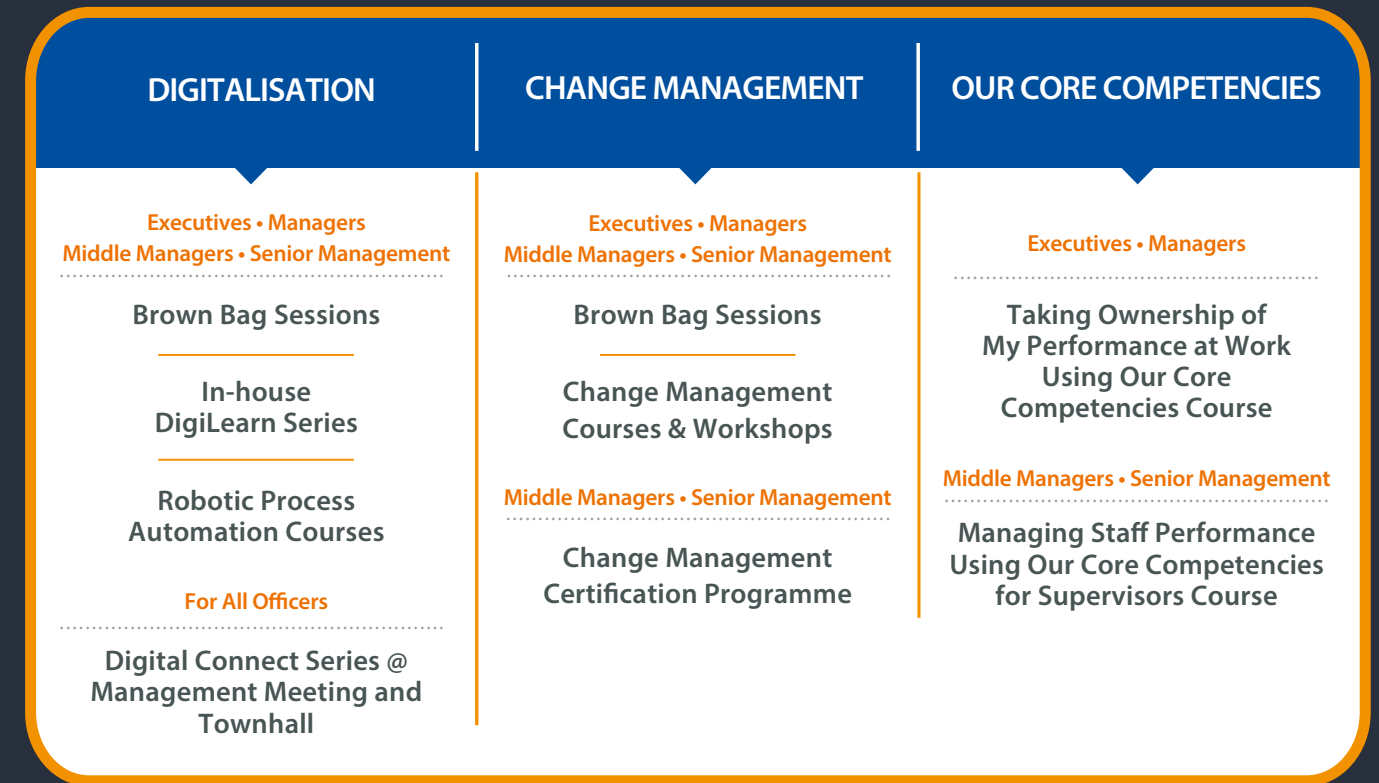 DIGITALISATION
Executives • Managers
Middle Managers • Senior Management
Brown Bag Sessions
In-house
DigiLearn Series
Robotic Process
Automation Courses
For All Officers
Digital Connect Series @
Management Meeting and
Townhall
CHANGE MANAGEMENT
Executives • Managers
Middle Managers • Senior Management
Brown Bag Sessions
Change Management
Courses & Workshops
Middle Managers • Senior Management
Change Management
Certification Programme
OUR CORE COMPETENCIES
Executives • Managers
Taking Ownership of
My Performance at Work
Using Our Core
Competencies Course
Middle Managers • Senior Management
Managing Staff Performance
Using Our Core Competencies
for Supervisors Course